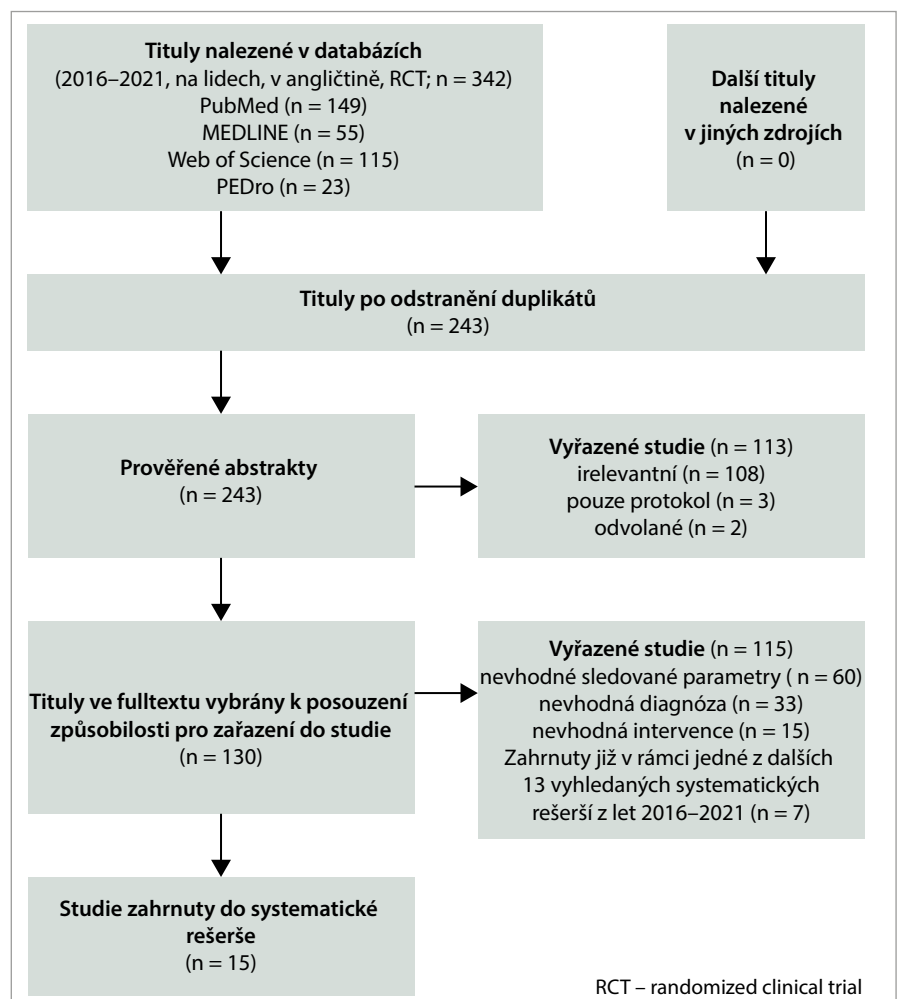 Tituly nalezené v databázích
(2016–2021, na lidech, v angličtině, RCT; n = 342)
PubMed (n = 149)
MEDLINE (n = 55)
Web of Science (n = 115)
PEDro (n = 23)
Další tituly
nalezené
v jiných zdrojích
(n = 0)
Tituly po odstranění duplikátů
(n = 243)
Prověřené abstrakty
(n = 243)
Vyřazené studie (n = 113)
irelevantní (n = 108)
pouze protokol (n = 3)
odvolané (n = 2)
Tituly ve fulltextu vybrány k posouzení
způsobilosti pro zařazení do studie
(n = 130)
Vyřazené studie (n = 115)
nevhodné sledované parametry ( n = 60)
nevhodná diagnóza (n = 33)
nevhodná intervence (n = 15)
Zahrnuty již v rámci jedné z dalších
13 vyhledaných systematických
rešerší z let 2016–2021 (n = 7)
Studie zahrnuty do systematické
rešerše
(n = 15)
RCT – randomized clinical trial